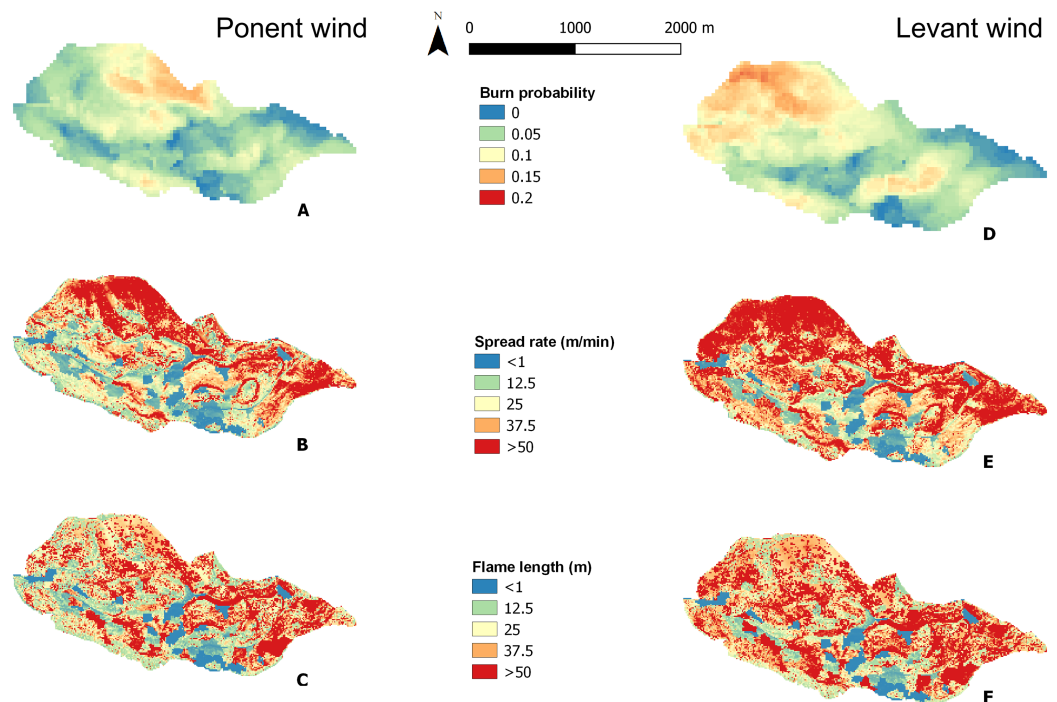 Ponent wind
N
0 1000 2000 m
Levant wind
Burn probability
0
0.05
0.1
0.15
0.2
A
D
Spread rate (m/min)
<1
12.5
25
37.5
>50
B
E
Flame length (m)
<1
12.5
25
37.5
>50
C
F